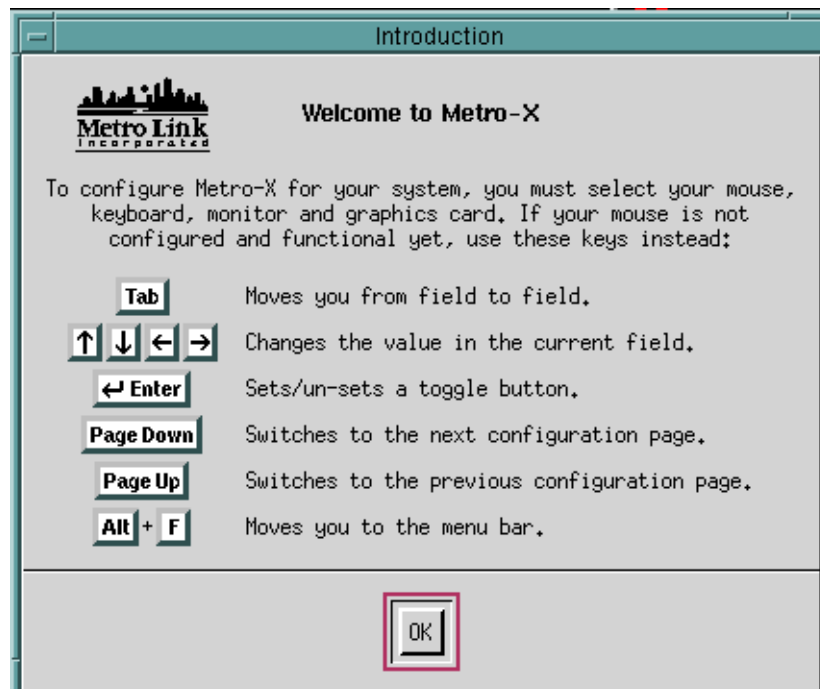 Introduction
Metro Link
Incorporated
Welcome to Metro-X
To configure Metro-X for your system, you must select your mouse,
keyboard, monitor and graphics card. If your mouse is not
configured and functional yet, use these keys instead:
Tab Moves you from field to field.
↑ ↓ ← → Changes the value in the current field.
↵ Enter Sets/un-sets a toggle button.
Page Down Switches to the next configuration page.
Page Up Switches to the previous configuration page.
Alt + F Moves you to the menu bar.
OK